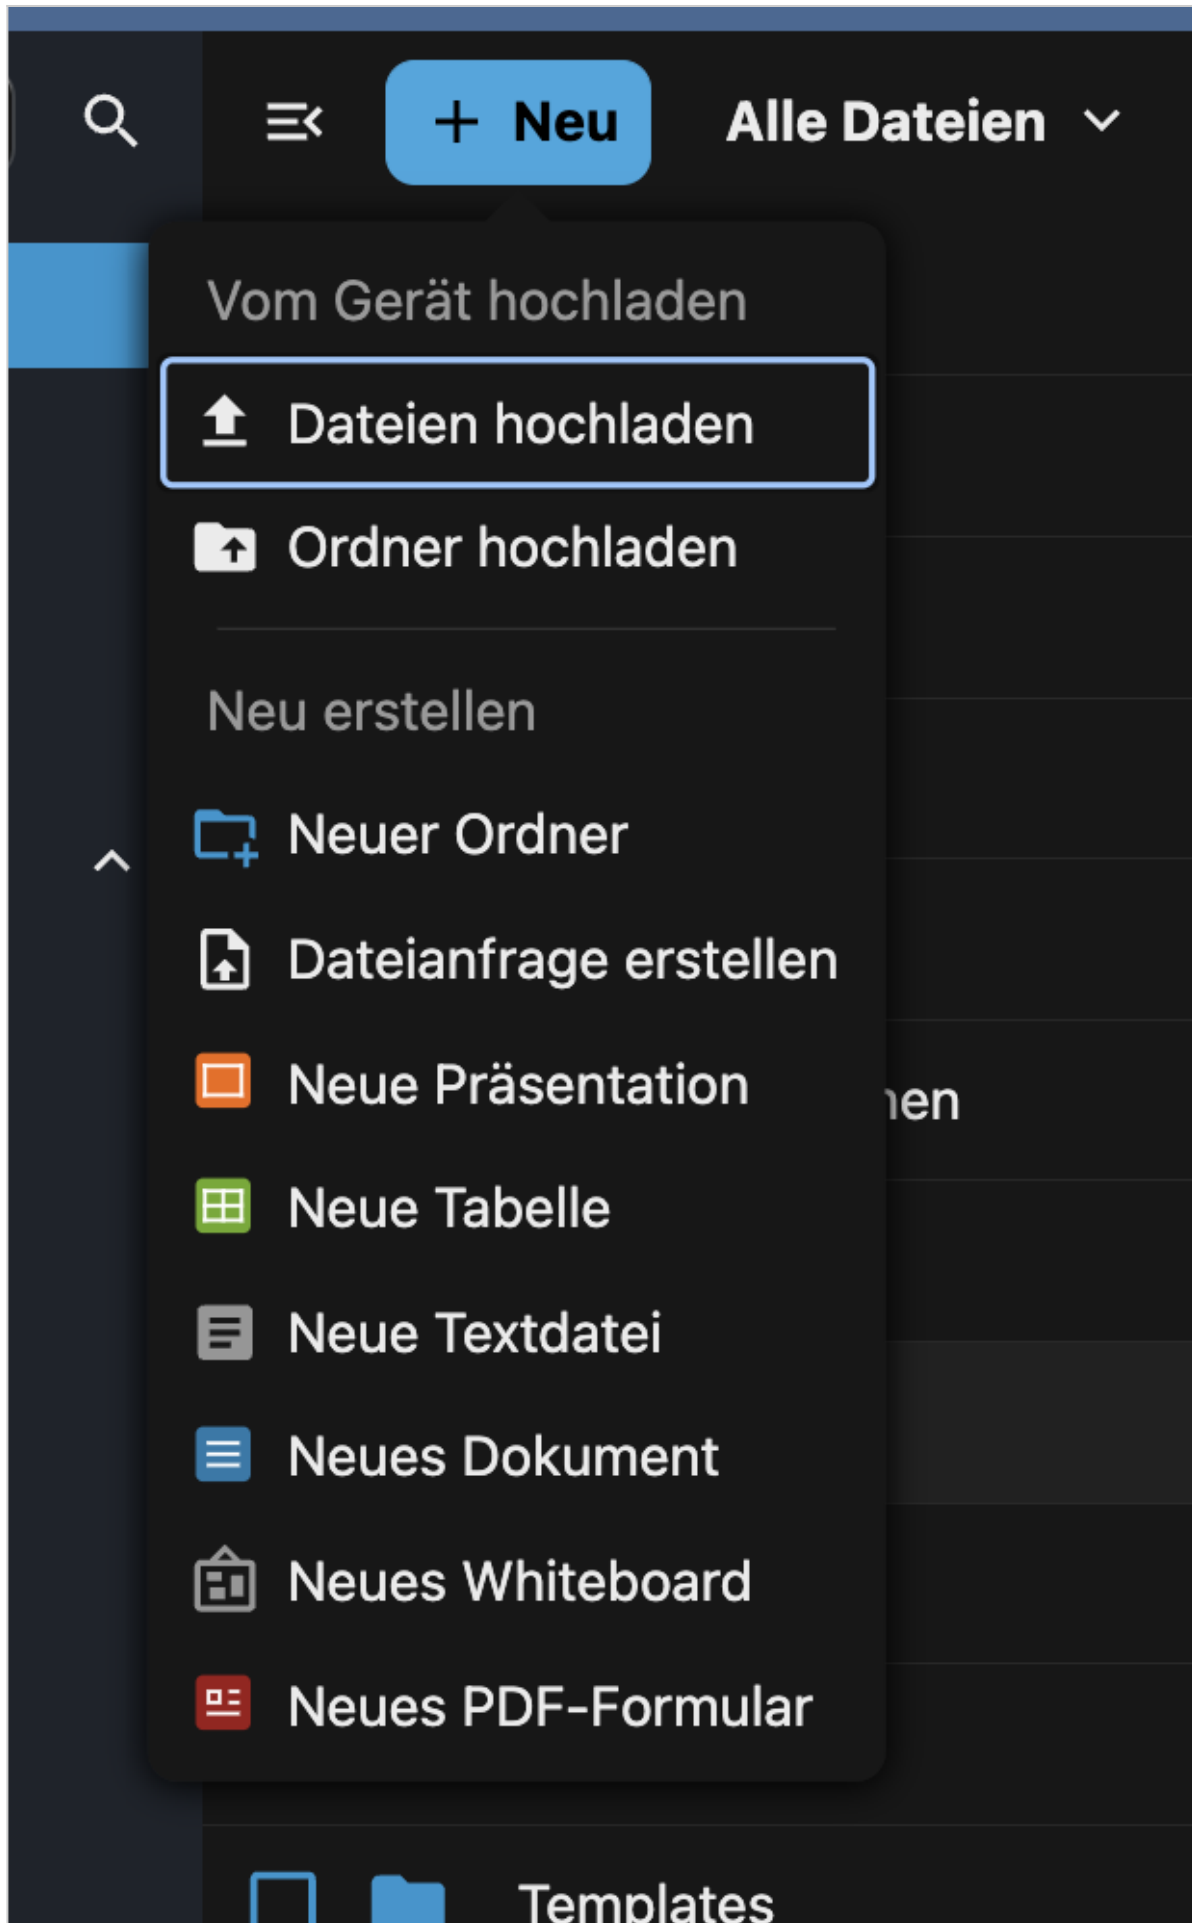 + Neu
Alle Dateien
Vom Gerät hochladen
Dateien hochladen
Ordner hochladen
Neu erstellen
Neuer Ordner
Dateianfrage erstellen
Neue Präsentation
Neue Tabelle
Neue Textdatei
Neues Dokument
Neues Whiteboard
Neues PDF-Formular
Templates